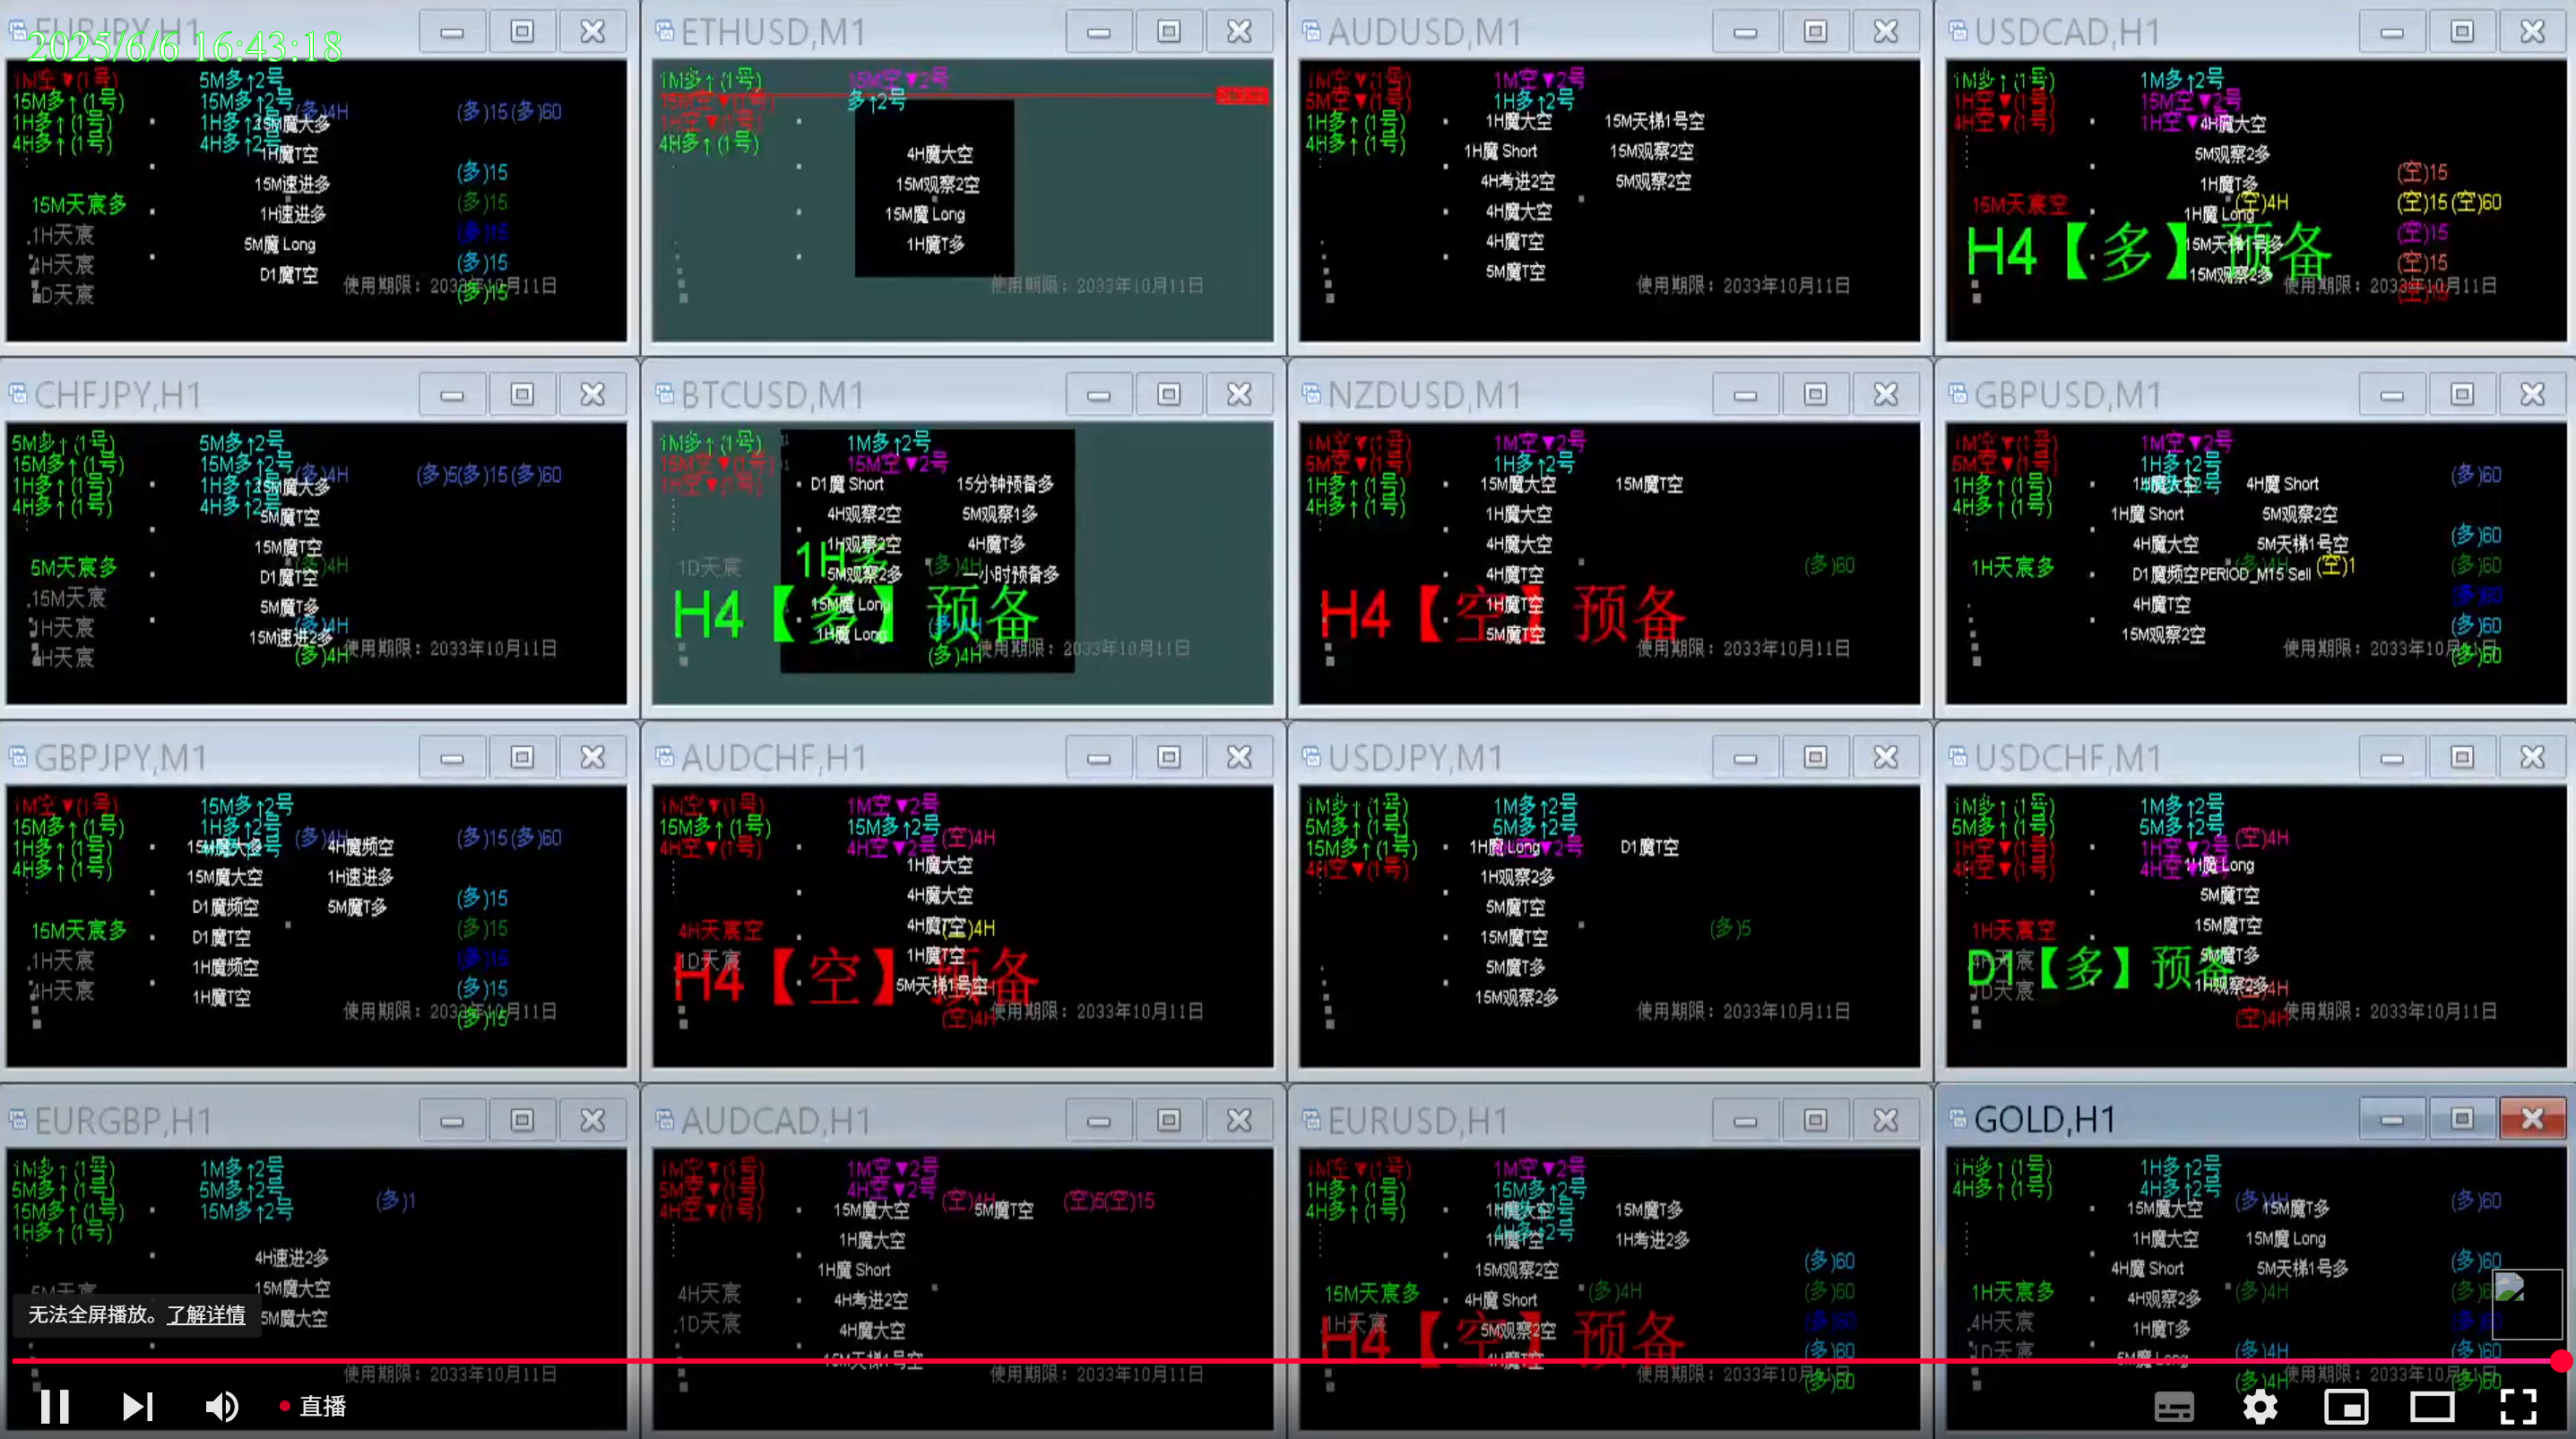 EURJPY,H1
2025/6/6 16:43:18
1M空▼(1号)
15M多↑(1号)
1H多↑(1号)
4H多↑(1号)
5M多↑2号
15M多↑2号
1H多↑2号
4H多↑2号
(多)4H
(多)15(多)60
15M魔大多
1H魔T空
15M速进多
1H速进多
5M魔 Long
D1魔T空
(多)15
(多)15
(多)15
(多)15
(多)15
15M天宸多
1H天宸
4H天宸
1D天宸
使用期限：2033年10月11日
ETHUSD,M1
1M多↑(1号)
15M空▼(1号)
1H空▼(1号)
4H多↑(1号)
15M空▼2号
多↑2号
4H魔大空
15M观察2空
15M魔 Long
1H魔T多
使用期限：2033年10月11日
AUDUSD,M1
1M空▼(1号)
5M空▼(1号)
1H多↑(1号)
4H多↑(1号)
1M空▼2号
1H多↑2号
1H魔大空
1H魔 Short
4H考进2空
4H魔大空
4H魔T空
5M魔T空
15M天梯1号空
15M观察2空
5M观察2空
使用期限：2033年10月11日
USDCAD,H1
1M多↑(1号)
1H空▼(1号)
4H空▼(1号)
1M多↑2号
15M空▼2号
1H空▼2号
4H魔大空
5M观察2多
1H魔T多
1H魔 Long
15M天梯1号多
15M观察2多
(空)4H
(空)15
(空)15(空)60
(空)15
(空)15
(空)15
15M天宸空
H4【多】预备
使用期限：2033年10月11日
CHFJPY,H1
5M多↑(1号)
15M多↑(1号)
1H多↑(1号)
4H多↑(1号)
5M多↑2号
15M多↑2号
1H多↑2号
4H多↑2号
(多)4H
(多)5(多)15(多)60
15M魔大多
5M魔T空
15M魔T空
D1魔T空
5M魔T多
15M速进2多
(多)4H
(多)4H
(多)4H
5M天宸多
15M天宸
1H天宸
4H天宸
使用期限：2033年10月11日
BTCUSD,M1
1M多↑(1号)
15M空▼(1号)
1H空▼(1号)
1M多↑2号
15M空▼2号
D1魔 Short
4H观察2空
1H观察2空
5M观察2多
15M魔 Long
1H魔 Long
15分钟预备多
5M观察1多
4H魔T多
一小时预备多
(多)4H
(多)4H
(多)4H
1D天宸
1H多
H4【多】预备
使用期限：2033年10月11日
NZDUSD,M1
1M空▼(1号)
5M空▼(1号)
1H多↑(1号)
4H多↑(1号)
1M空▼2号
1H多↑2号
15M魔大空
1H魔大空
4H魔大空
4H魔T空
1H魔T空
5M魔T空
15M魔T空
(多)60
H4【空】预备
使用期限：2033年10月11日
GBPUSD,M1
1M空▼(1号)
5M空▼(1号)
1H多↑(1号)
4H多↑(1号)
1M空▼2号
1H多↑2号
1H魔大空
1H魔 Short
4H魔大空
D1魔频空PERIOD_M15 Sell
4H魔T空
15M观察2空
4H魔 Short
5M观察2空
5M天梯1号空
(多)4H
(空)1
(多)60
(多)60
(多)60
(多)60
(多)60
(多)60
1H天宸多
使用期限：2033年10月11日
GBPJPY,M1
1M空▼(1号)
15M多↑(1号)
1H多↑(1号)
4H多↑(1号)
15M多↑2号
1H多↑2号
(多)4H
(多)15(多)60
15M魔大多
15M魔大空
D1魔频空
D1魔T空
1H魔频空
1H魔T空
4H魔频空
1H速进多
5M魔T多
(多)15
(多)15
(多)15
(多)15
(多)15
15M天宸多
1H天宸
4H天宸
使用期限：2033年10月11日
AUDCHF,H1
1M空▼(1号)
15M多↑(1号)
4H空▼(1号)
1M空▼2号
15M多↑2号
4H空▼2号
(空)4H
1H魔大空
4H魔大空
4H魔T空
1H魔T空
5M天梯1号空
(空)4H
(空)4H
4H天宸空
1D天宸
H4【空】预备
使用期限：2033年10月11日
USDJPY,M1
1M多↑(1号)
5M多↑(1号)
15M多↑(1号)
4H空▼(1号)
1M多↑2号
5M多↑2号
1H魔 Long
1H观察2多
5M魔T空
15M魔T空
5M魔T多
15M观察2多
D1魔T空
(多)5
使用期限：2033年10月11日
USDCHF,M1
1M多↑(1号)
5M多↑(1号)
1H空▼(1号)
4H空▼(1号)
1M多↑2号
5M多↑2号
1H空▼2号
4H空▼2号
(空)4H
1H魔 Long
5M魔T空
15M魔T空
5M魔T多
1H观察2多
(空)4H
(空)4H
1H天宸空
4H天宸
1D天宸
D1【多】预备
使用期限：2033年10月11日
EURGBP,H1
1M多↑(1号)
5M多↑(1号)
15M多↑(1号)
1H多↑(1号)
1M多↑2号
5M多↑2号
15M多↑2号
(多)1
4H速进2多
15M魔大空
5M魔大空
5M天宸
无法全屏播放。了解详情
使用期限：2033年10月11日
AUDCAD,H1
1M空▼(1号)
5M空▼(1号)
4H空▼(1号)
1M空▼2号
4H空▼2号
(空)4H
(空)5(空)15
15M魔大空
1H魔大空
1H魔 Short
4H考进2空
4H魔大空
15M天梯1号空
5M魔T空
4H天宸
1D天宸
使用期限：2033年10月11日
EURUSD,H1
1M空▼(1号)
1H多↑(1号)
4H多↑(1号)
1M空▼2号
15M多↑2号
4H多↑2号
1H魔大空
1H魔T空
15M观察2空
4H魔 Short
5M观察2空
4H魔T空
15M魔T多
1H考进2多
(多)4H
(多)60
(多)60
(多)60
(多)60
(多)60
15M天宸多
1H天宸
H4【空】预备
使用期限：2033年10月11日
GOLD,H1
1H多↑(1号)
4H多↑(1号)
1H多↑2号
4H多↑2号
(多)4H
(多)60
15M魔大空
1H魔大空
4H魔 Short
4H观察2多
1H魔T多
5M魔 Long
15M魔T多
15M魔 Long
5M天梯1号多
(多)4H
(多)4H
(多)4H
(多)60
(多)60
(多)60
1H天宸多
4H天宸
1D天宸
使用期限：2033年10月11日
直播